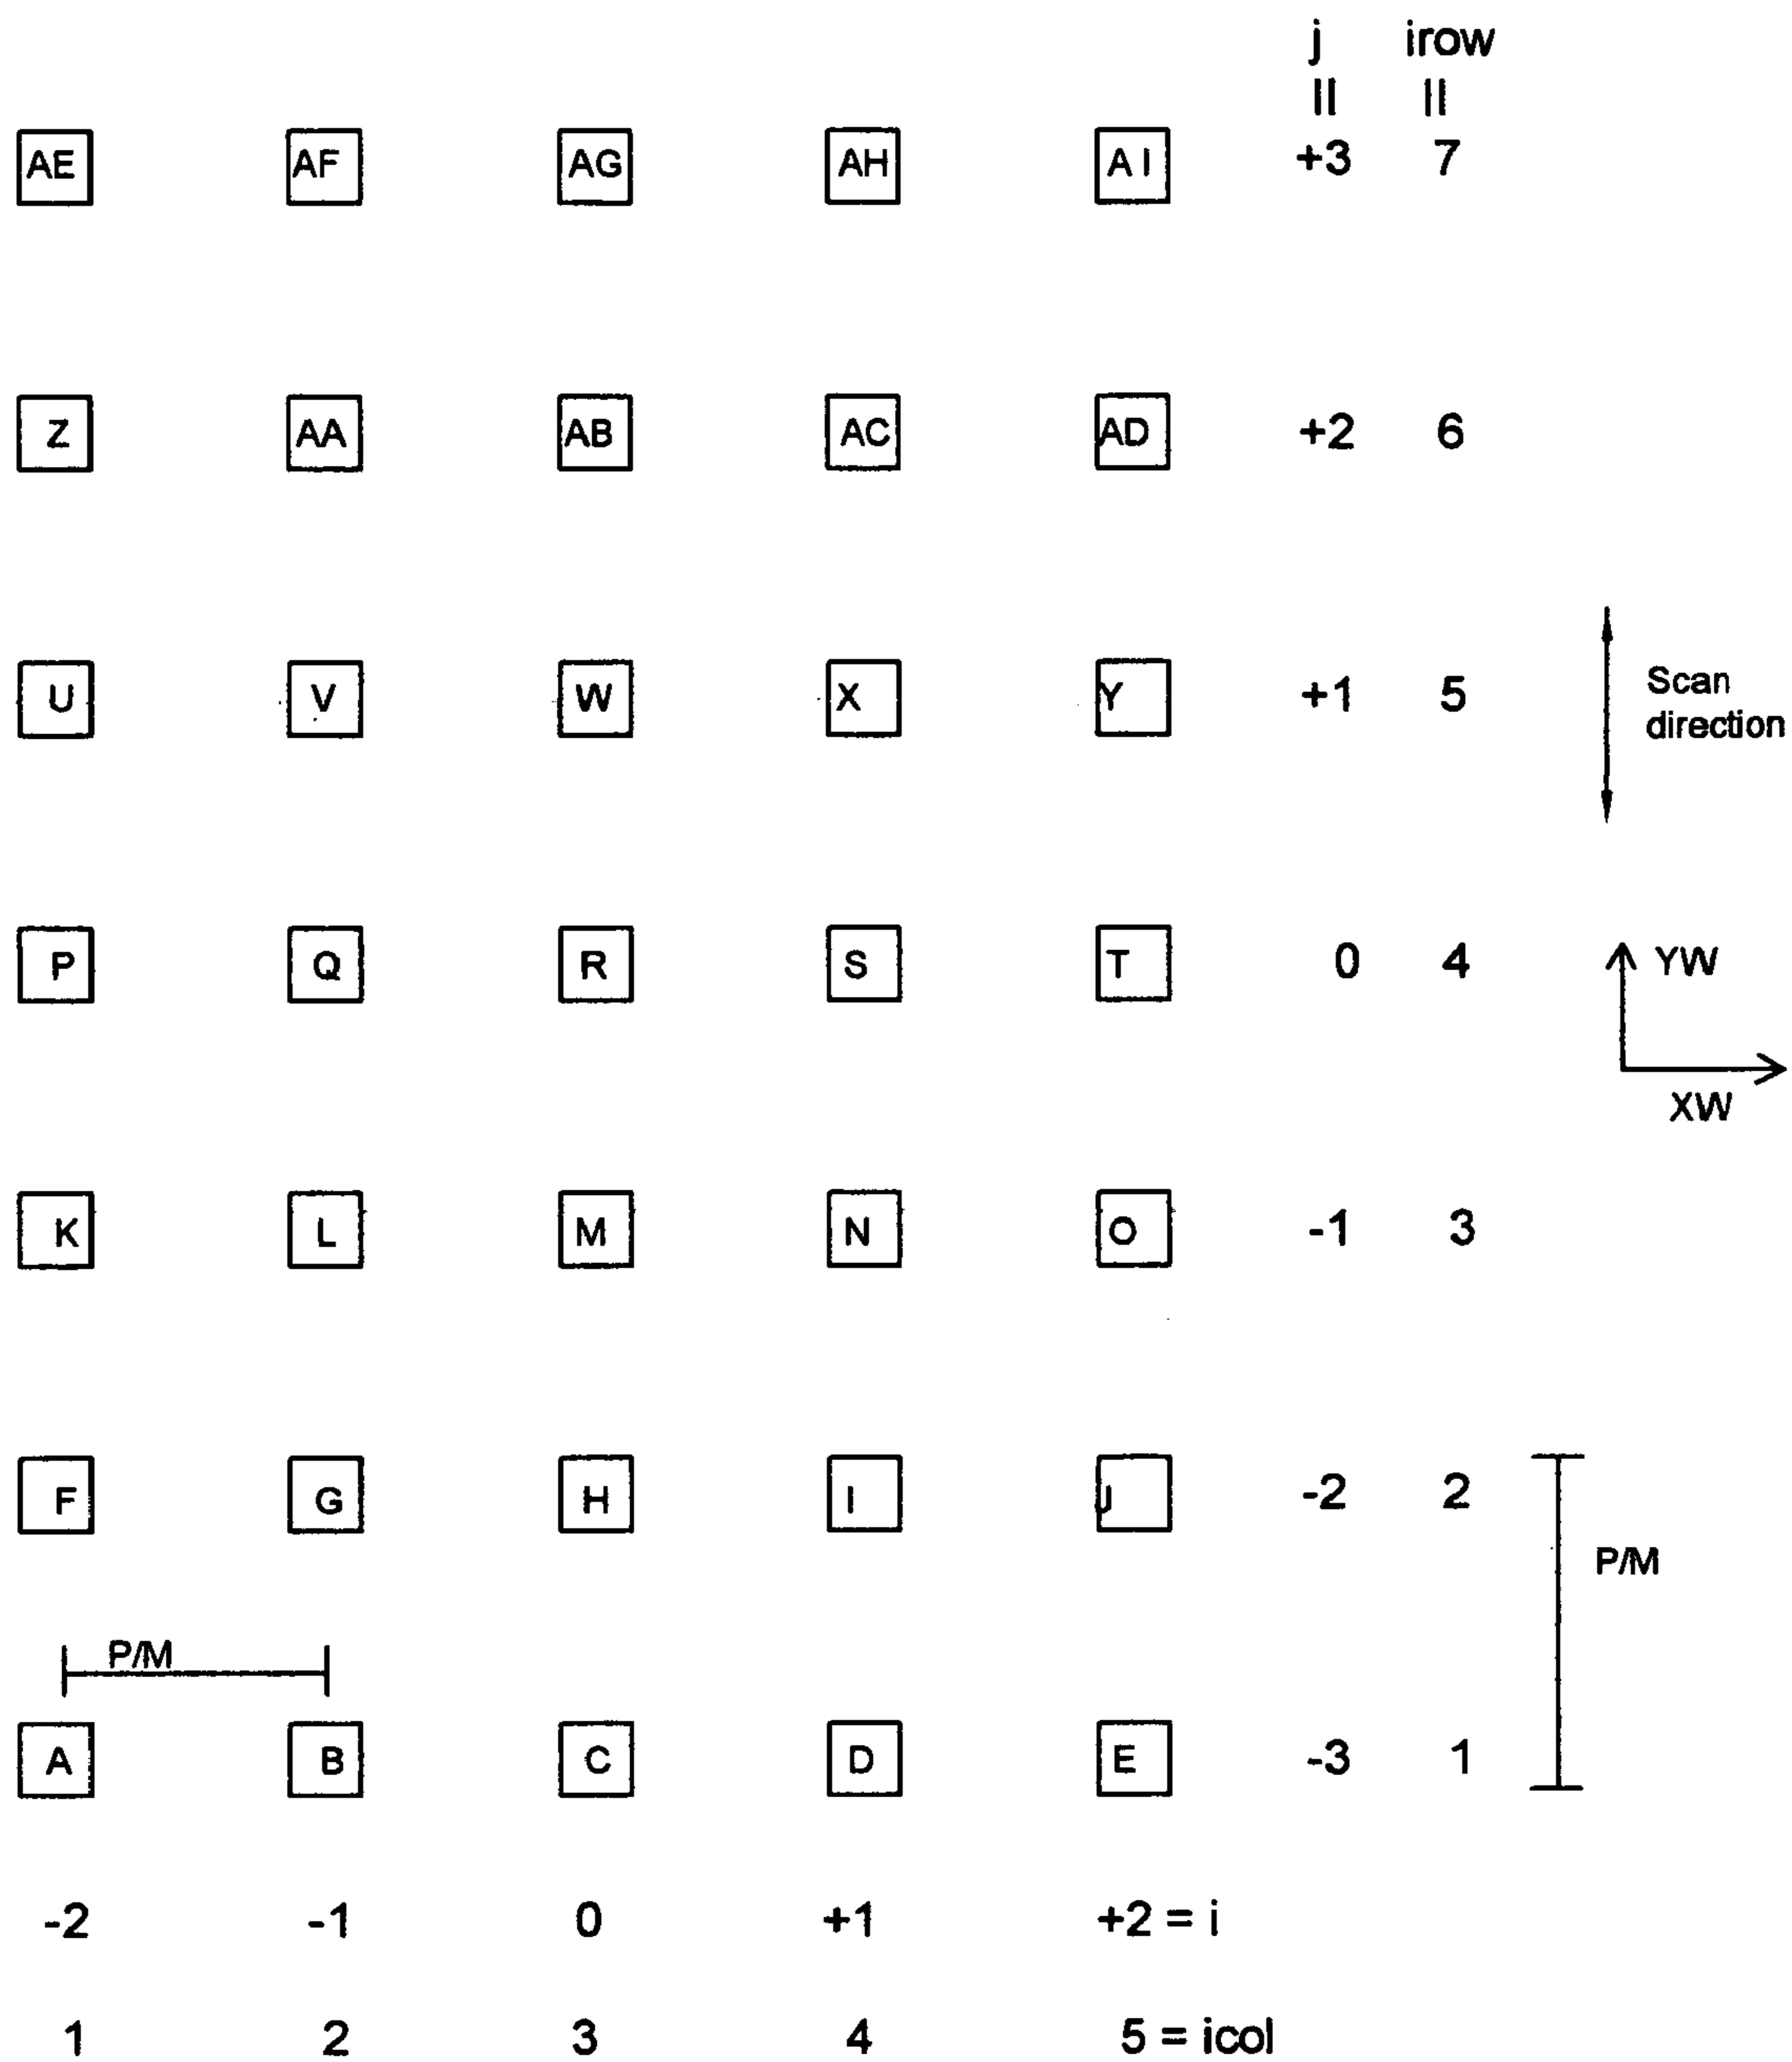 j irow
II II
AE AF AG AH AI +3 7
Z AA AB AC AD +2 6
U V W X Y +1 5
Scan
direction
P Q R S T 0 4
YW
XW
K L M N O -1 3
F G H I J -2 2
P/M
P/M
A B C D E -3 1
-2 -1 0 +1 +2 = i
1 2 3 4 5 = icol